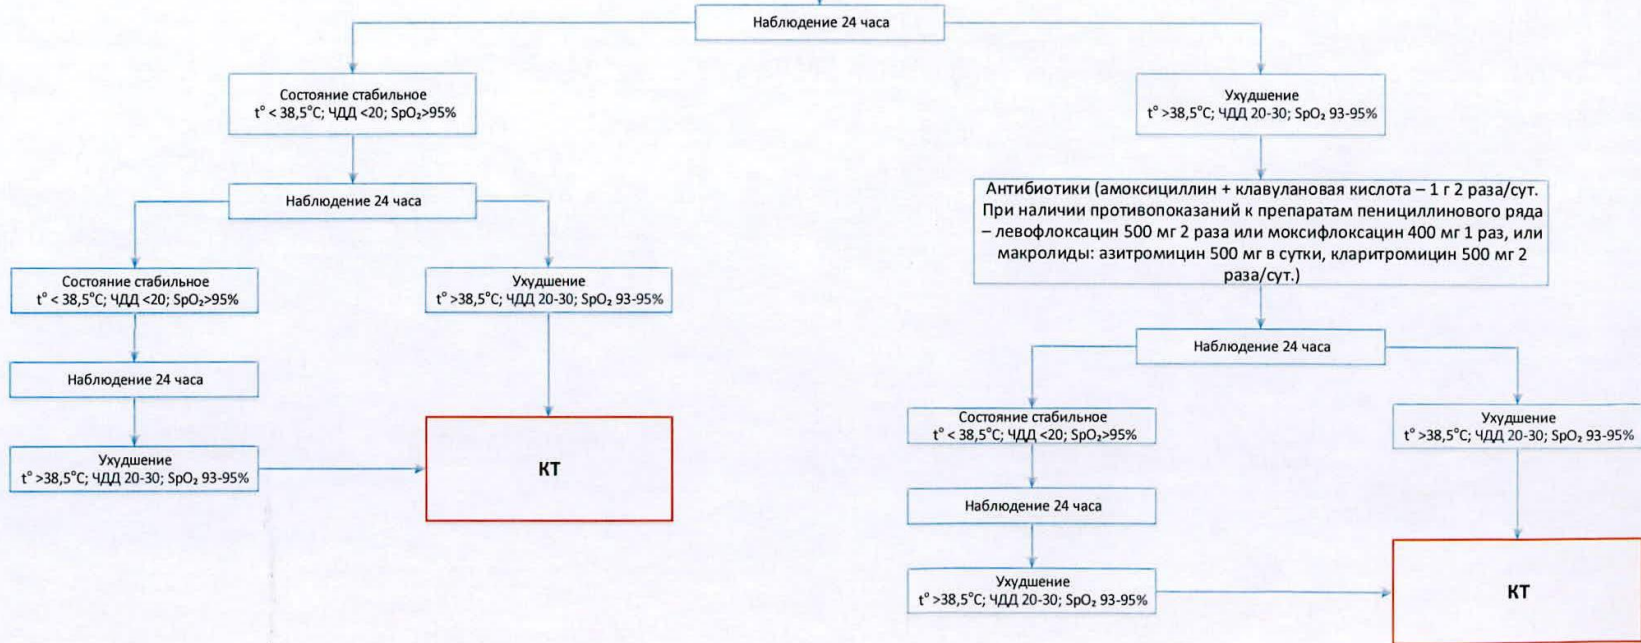 Наблюдение 24 часа
Состояние стабильное
t° < 38,5°C; ЧДД <20; SpO₂>95%
Наблюдение 24 часа
Состояние стабильное
t° < 38,5°C; ЧДД <20; SpO₂>95%
Ухудшение
t° >38,5°C; ЧДД 20-30; SpO₂ 93-95%
Наблюдение 24 часа
Ухудшение
t° >38,5°C; ЧДД 20-30; SpO₂ 93-95%
КТ
Ухудшение
t° >38,5°C; ЧДД 20-30; SpO₂ 93-95%
Антибиотики (амоксициллин + клавулановая кислота – 1 г 2 раза/сут.
При наличии противопоказаний к препаратам пенициллинового ряда
– левофлоксацин 500 мг 2 раза или моксифлоксацин 400 мг 1 раз, или
макролиды: азитромицин 500 мг в сутки, кларитромицин 500 мг 2
раза/сут.)
Наблюдение 24 часа
Состояние стабильное
t° < 38,5°C; ЧДД <20; SpO₂>95%
Ухудшение
t° >38,5°C; ЧДД 20-30; SpO₂ 93-95%
Наблюдение 24 часа
Ухудшение
t° >38,5°C; ЧДД 20-30; SpO₂ 93-95%
КТ